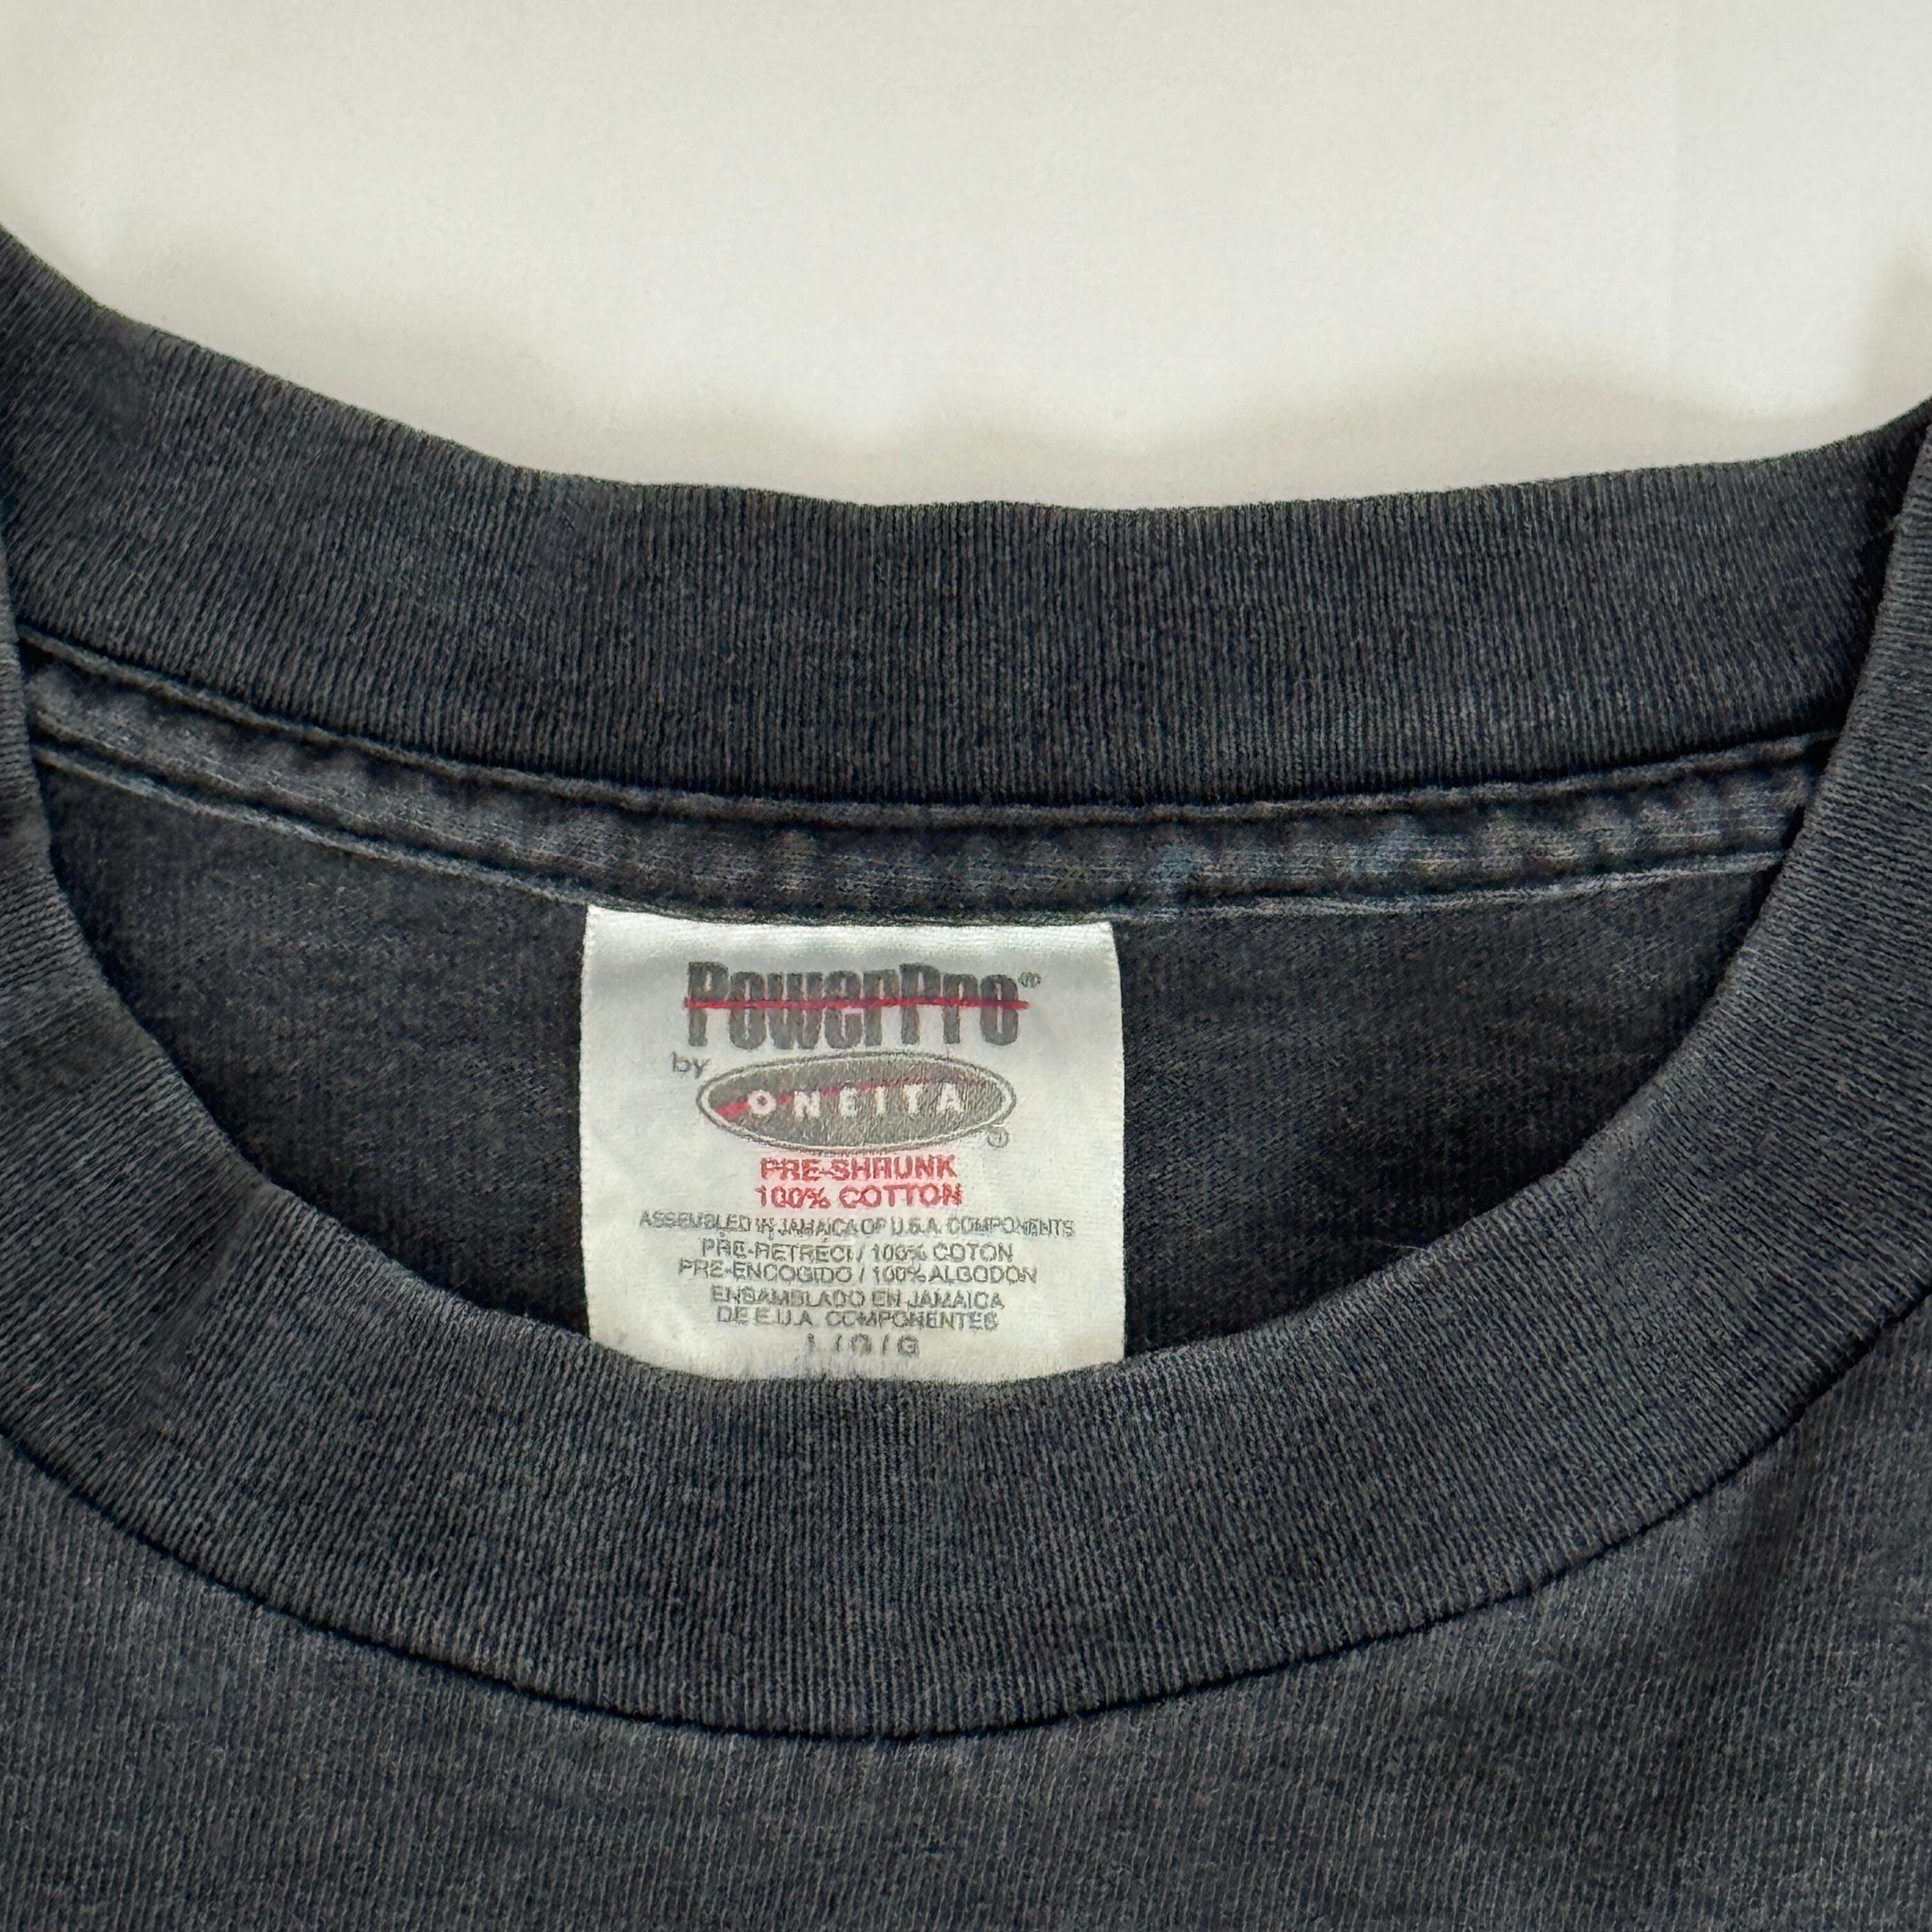 PowerPro®
by ONEITA ®
PRE-SHRUNK
100% COTTON
ASSEMBLED IN JAMAICA OF U.S.A. COMPONENTS
PRE-RETRECI / 100% COTON
PRE-ENCOGIDO / 100% ALGODON
ENSAMBLADO EN JAMAICA
DE E.U.A. COMPONENTES
L / G / G